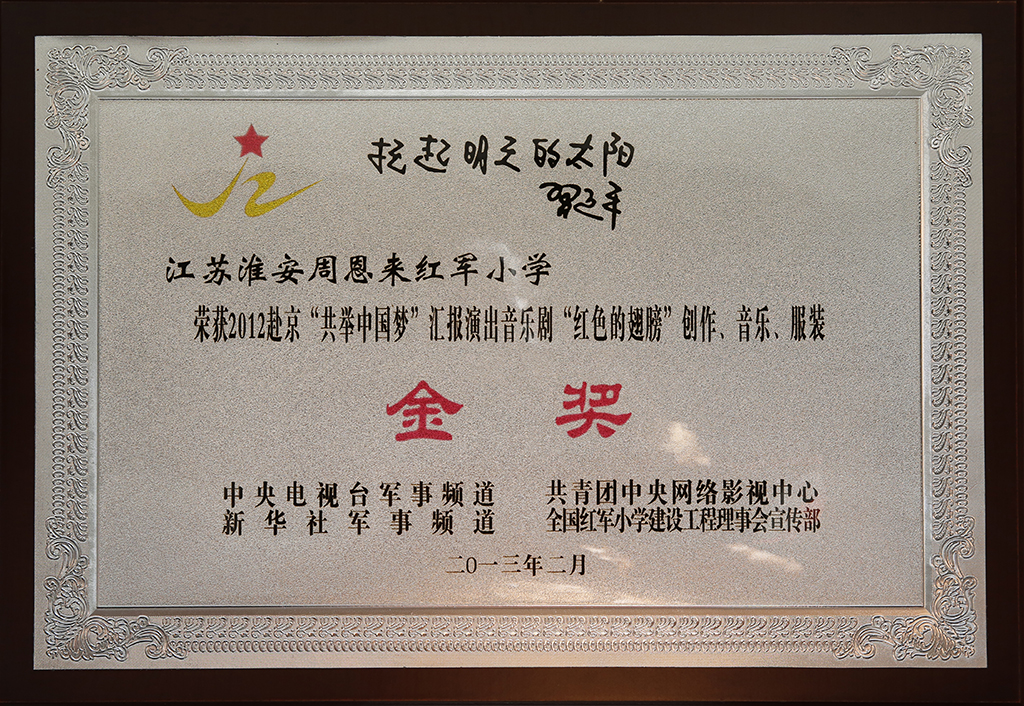 托起明天的太阳
江苏淮安周恩来红军小学
荣获2012赴京“共举中国梦”汇报演出音乐剧“红色的翅膀”创作、音乐、服装
金奖
中央电视台军事频道 共青团中央网络影视中心
新华社军事频道 全国红军小学建设工程理事会宣传部
二0一三年二月